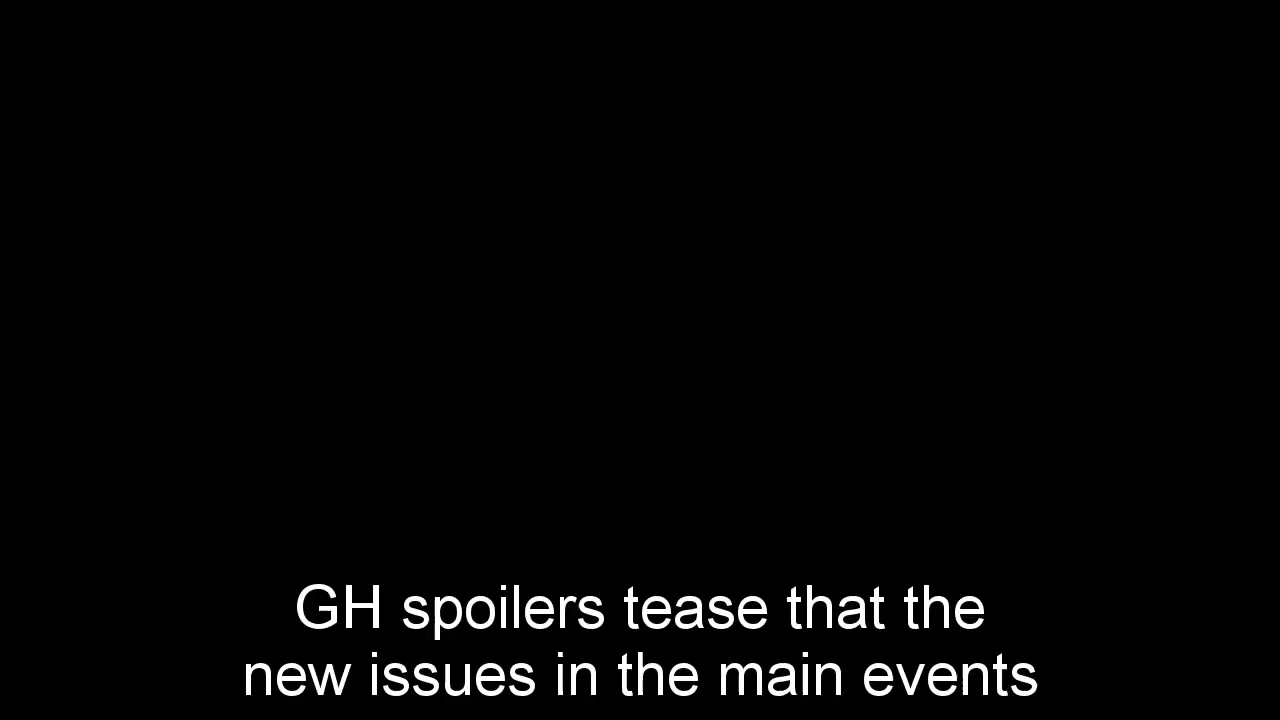 GH spoilers tease that the
new issues in the main events